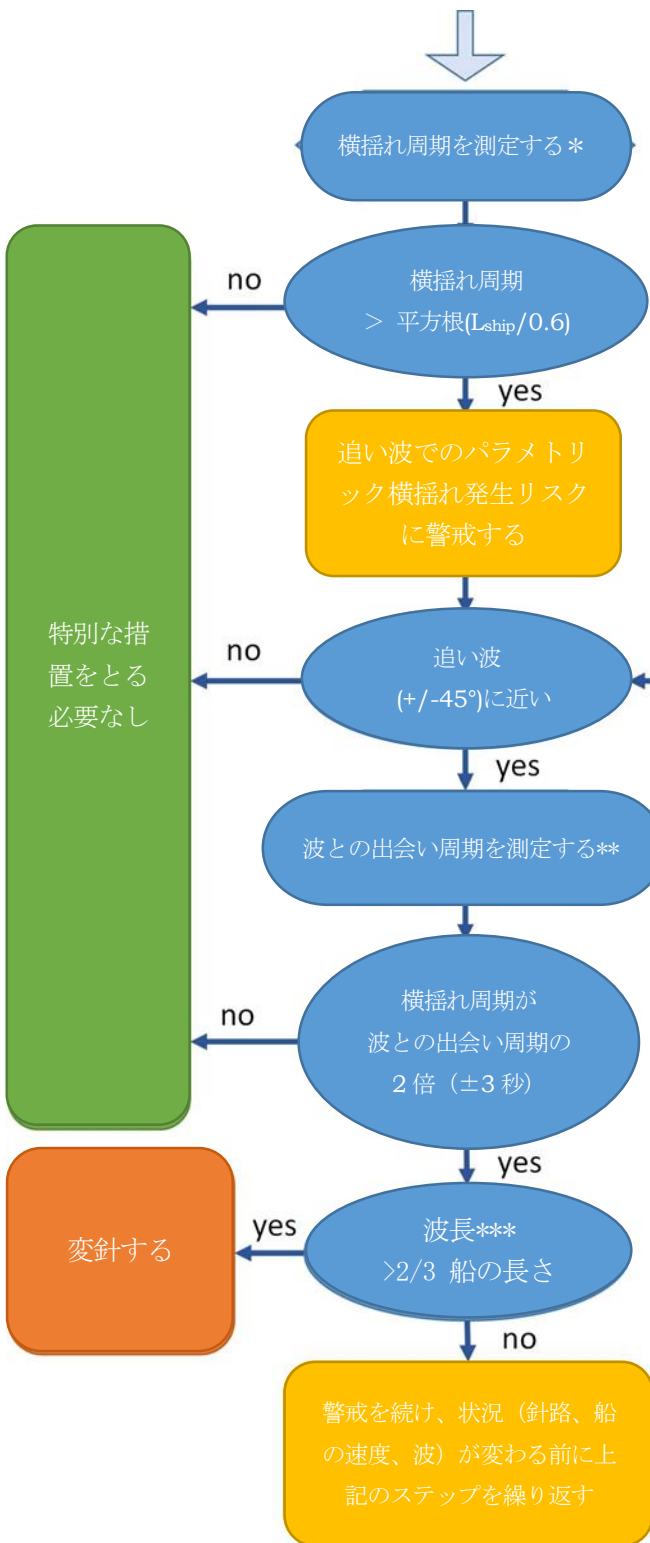 横揺れ周期を測定する*
横揺れ周期
> 平方根(Lship/0.6)
no
yes
追い波でのパラメトリ
ック横揺れ発生リスク
に警戒する
特別な措
置をとる
必要なし
no
追い波
(+/-45°)に近い
yes
波との出会い周期を測定する**
横揺れ周期が
波との出会い周期の
2 倍（±3 秒）
no
yes
波長***
>2/3 船の長さ
yes
変針する
no
警戒を続け、状況（針路、船
の速度、波）が変わる前に上
記のステップを繰り返す